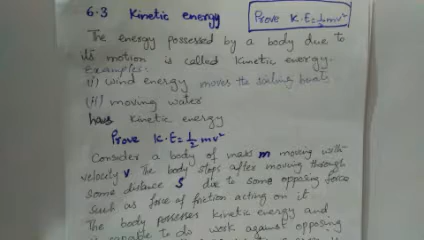 6.3 Kinetic energy
Prove K.E=½mv²
The energy possessed by a body due to
its motion is called kinetic energy.
Examples:
(i) wind energy moves the sailing boats
(ii) moving water
has kinetic energy
Prove K.E=½mv²
Consider a body of mass m moving with
velocity v. The body stops after moving through
some distance S due to some opposing force
such as force of friction acting on it
The body possesses kinetic energy and
is capable to do work against opposing